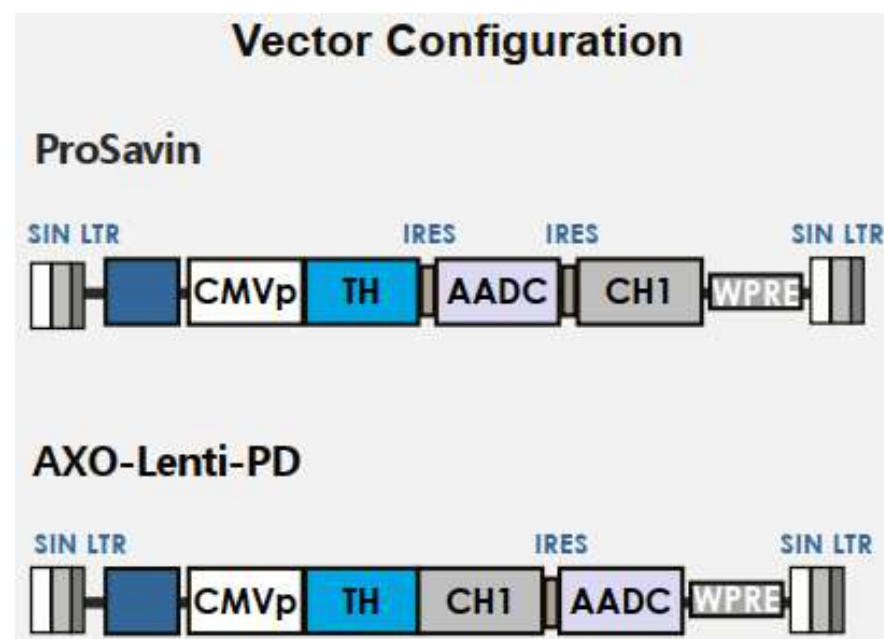 Vector Configuration
ProSavin
SIN LTR IRES IRES SIN LTR
CMVp TH AADC CH1 WPRE
AXO-Lenti-PD
SIN LTR IRES SIN LTR
CMVp TH CH1 AADC WPRE